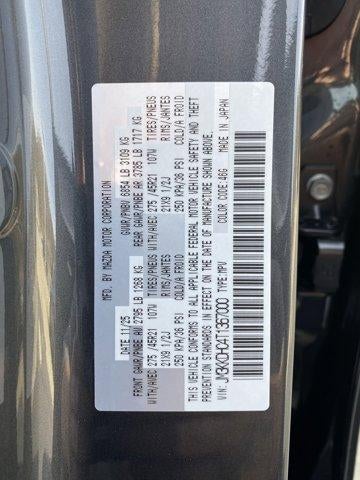 MFD. BY MAZDA MOTOR CORPORATION
DATE 11/25 GVWR/PNBV 6854 LB 3109 KG
FRONT GAWR/PNBE AV 2795 LB 1268 KG REAR GAWR/PNBE AR 3785 LB 1717 KG
TIRES/PNEUS TIRES/PNEUS
WITH/AVEC 275 /45R21 107W WITH/AVEC 275 /45R21 107W
RIMS/JANTES RIMS/JANTES
21X9 1/2J 21X9 1/2J
250 KPA/36 PSI COLD/A FROID 250 KPA/36 PSI COLD/A FROID
THIS VEHICLE CONFORMS TO ALL APPLICABLE FEDERAL MOTOR VEHICLE SAFETY AND THEFT
PREVENTION STANDARDS IN EFFECT ON THE DATE OF MANUFACTURE SHOWN ABOVE.
MADE IN JAPAN
VIN: TYPE:MPV COLOR CODE:46G